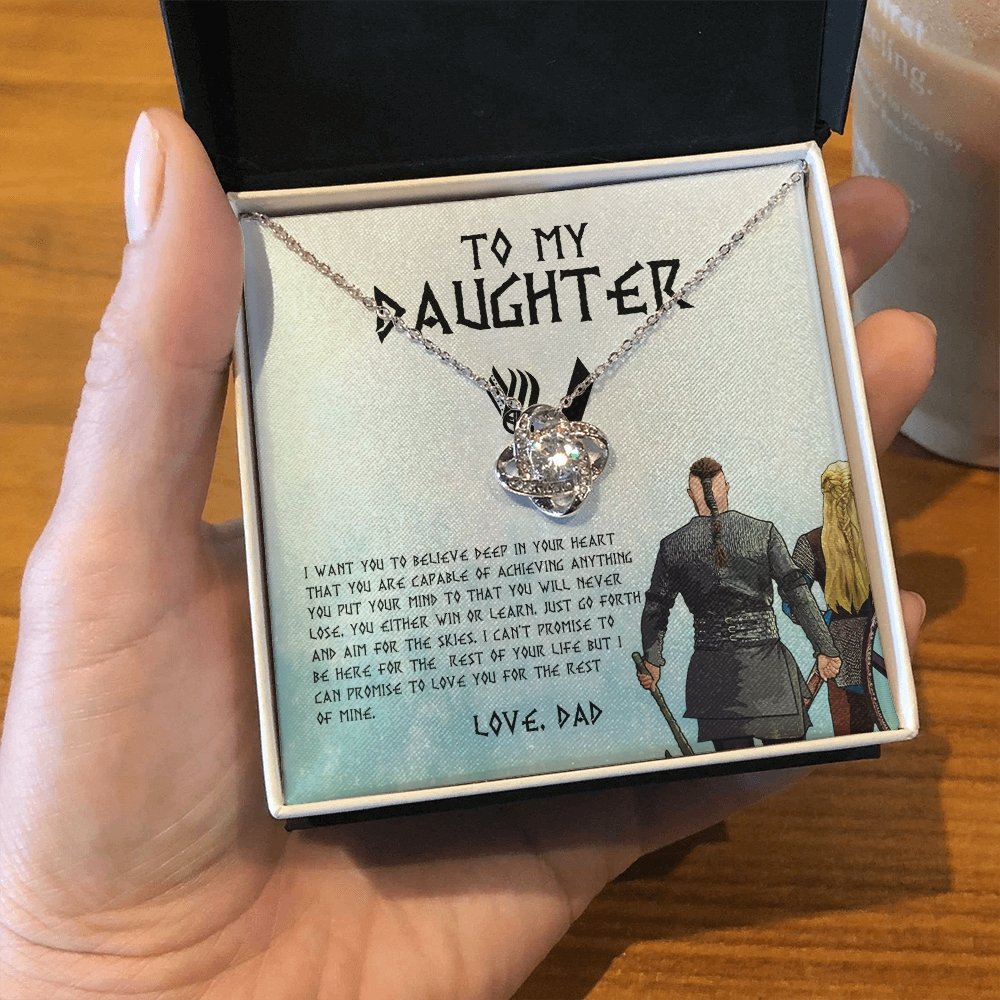 TO MY
DAUGHTER
I WANT YOU TO BELIEVE DEEP IN YOUR HEART
THAT YOU ARE CAPABLE OF ACHIEVING ANYTHING
YOU PUT YOUR MIND TO THAT YOU WILL NEVER
LOSE. YOU EITHER WIN OR LEARN. JUST GO FORTH
AND AIM FOR THE SKIES. I CAN'T PROMISE TO
BE HERE FOR THE REST OF YOUR LIFE BUT I
CAN PROMISE TO LOVE YOU FOR THE REST
OF MINE.
LOVE, DAD